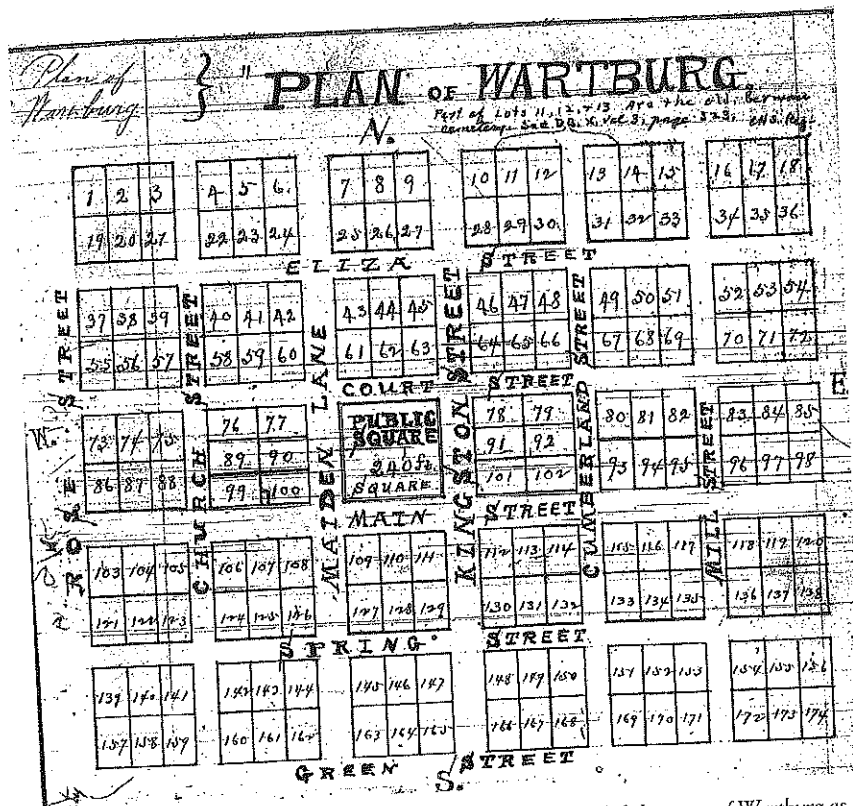 Plan of
Wartburg
" PLAN OF WARTBURG.
Part of Lots 11, 12, & 13 Are the old German
cemetery. See D.B. X, vol 3, page 323, Reg.
N.
1 2 3 4 5 6 7 8 9 10 11 12 13 14 15 16 17 18
19 20 21 22 23 24 25 26 27 28 29 30 31 32 33 34 35 36
ELIZA STREET
37 38 39 40 41 42 43 44 45 46 47 48 49 50 51 52 53 54
55 56 57 58 59 60 61 62 63 64 65 66 67 68 69 70 71 72
COURT STREET
ROSE STREET
CHURCH STREET
MAIDEN LANE
KINGSTON STREET
CUMBERLAND STREET
MILL STREET
W.
E
73 74 75 76 77 78 79 80 81 82 83 84 85
PUBLIC
SQUARE
240 ft
SQUARE
89 90 91 92
86 87 88 99 100 101 102 93 94 95 96 97 98
MAIN STREET
103 104 105 106 107 108 109 110 111 112 113 114 115 116 117 118 119 120
121 122 123 124 125 126 127 128 129 130 131 132 133 134 135 136 137 138
SPRING STREET
139 140 141 142 143 144 145 146 147 148 149 150 151 152 153 154 155 156
157 158 159 160 161 162 163 164 165 166 167 168 169 170 171 172 173 174
GREEN STREET
S.
of Wartburg as